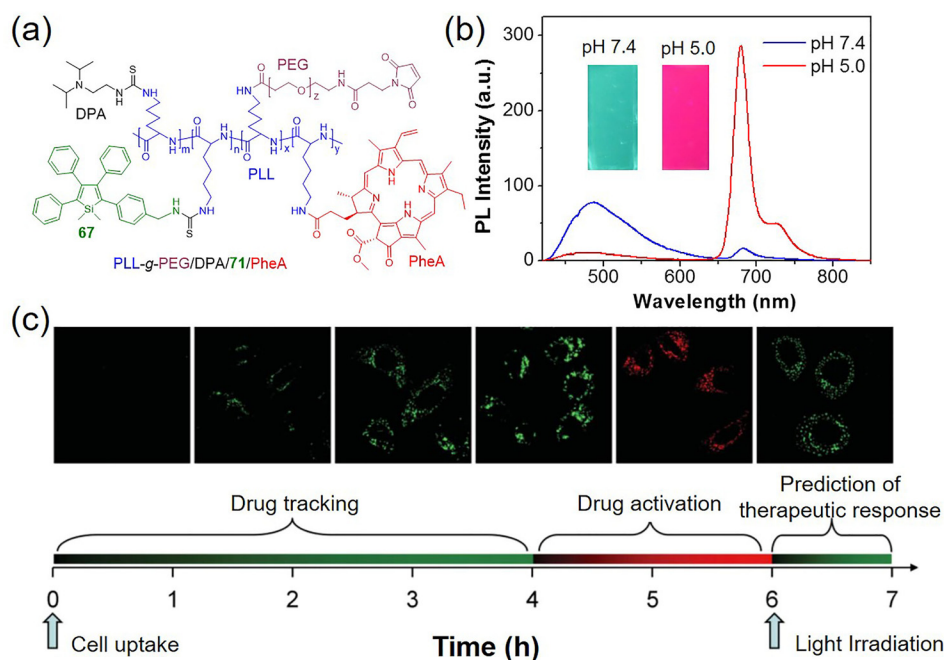 (a)
PEG
DPA
PLL
67
PheA
PLL-g-PEG/DPA/71/PheA
(b)
pH 7.4
pH 5.0
pH 7.4
pH 5.0
PL Intensity (a.u.)
300
200
100
0
500
600
700
800
Wavelength (nm)
(c)
Drug tracking
Drug activation
Prediction of
therapeutic response
0
1
2
3
4
5
6
7
Cell uptake
Time (h)
Light Irradiation